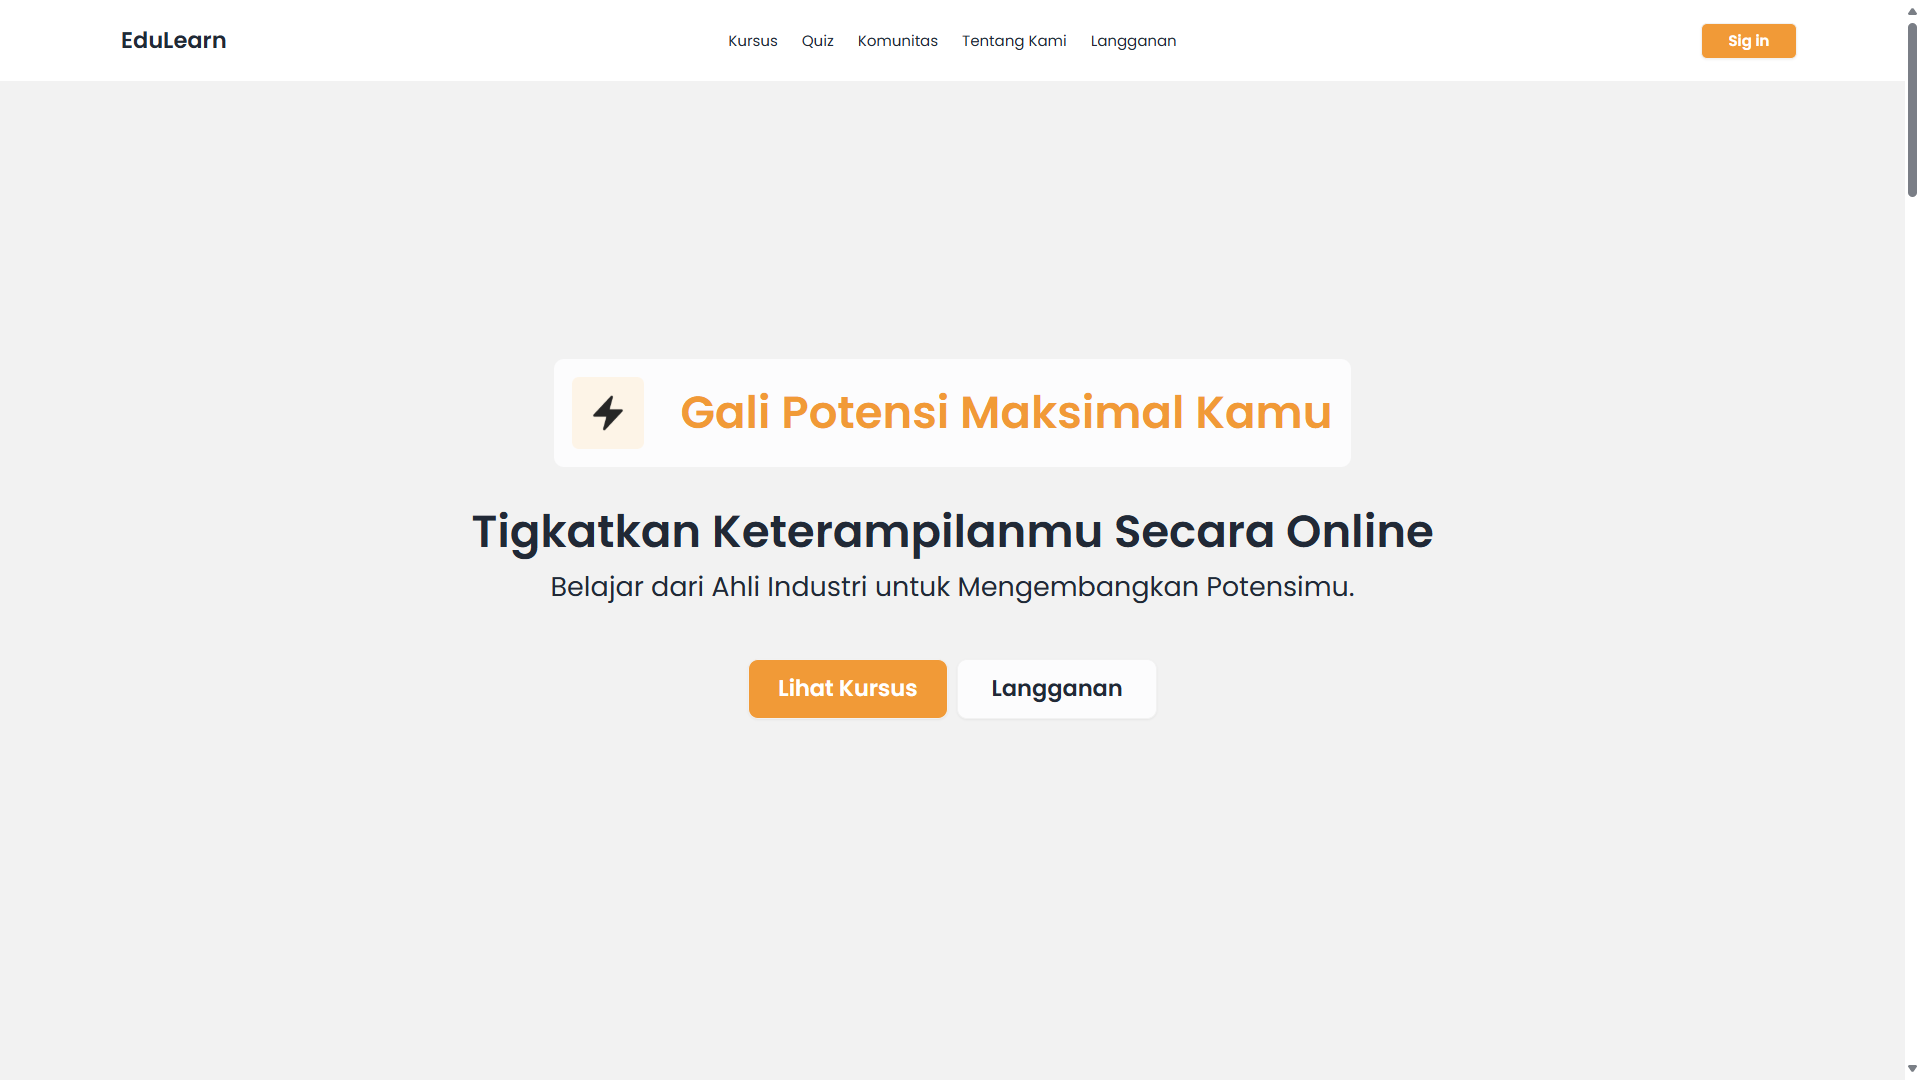 EduLearn
Kursus Quiz Komunitas Tentang Kami Langganan
Sig in
Gali Potensi Maksimal Kamu
Tigkatkan Keterampilanmu Secara Online
Belajar dari Ahli Industri untuk Mengembangkan Potensimu.
Lihat Kursus
Langganan